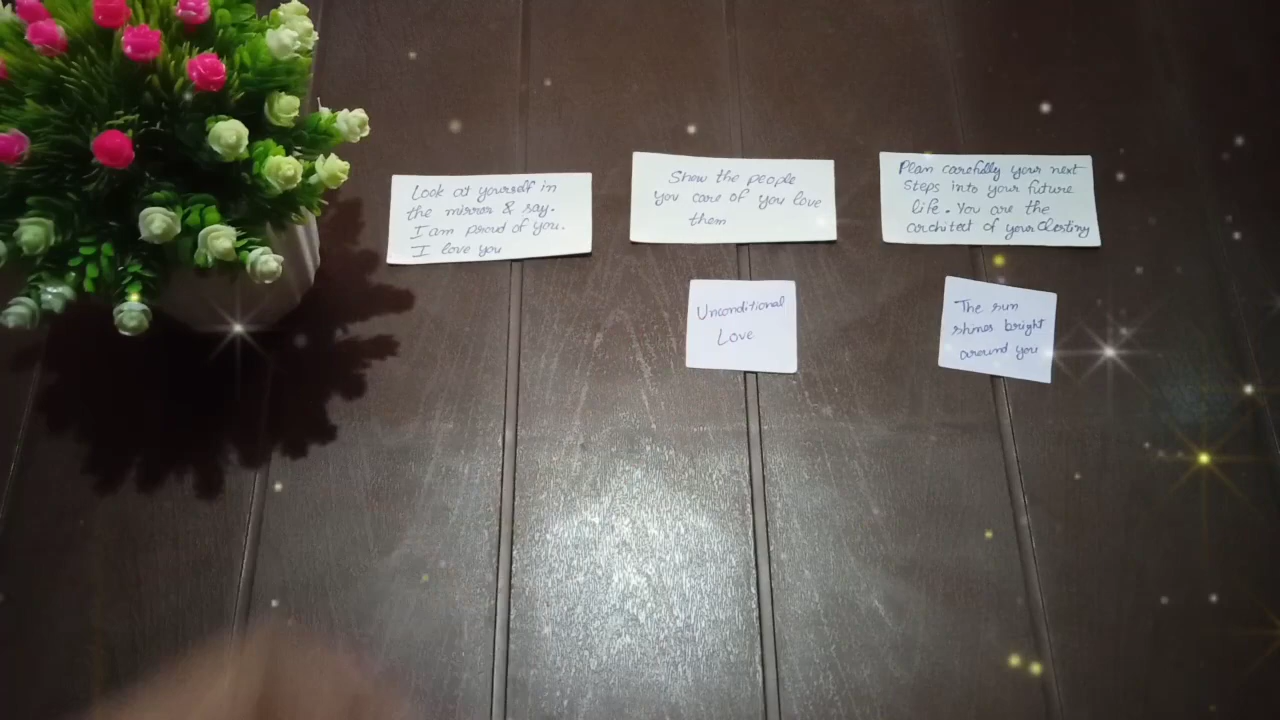 Look at yourself in
the mirror & say.
I am proud of you.
I love you
Show the people
you care of you love
them
Plan carefully your next
steps into your future
life. You are the
architect of your Destiny
Unconditional
Love
The sun
shines bright
around you